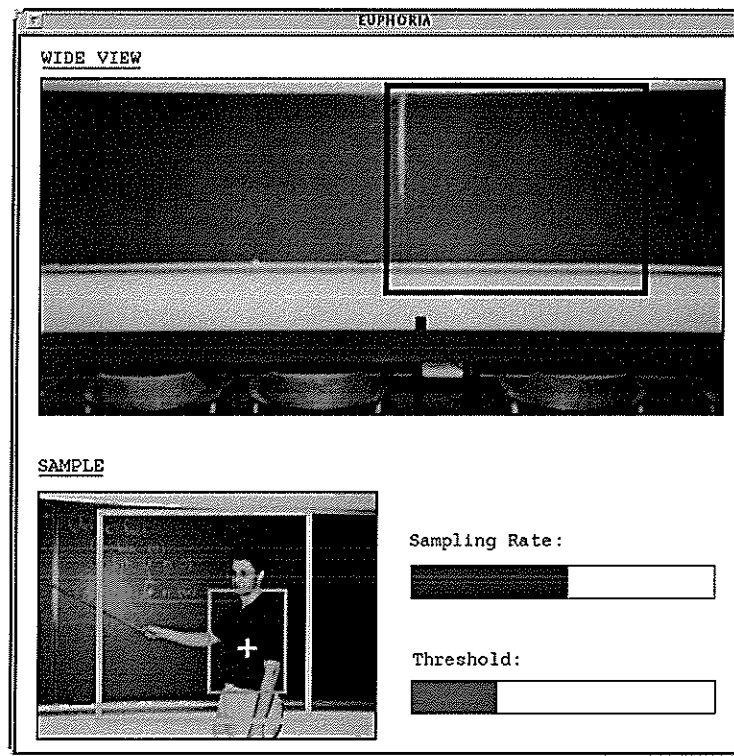 EUPHORIA
WIDE VIEW
SAMPLE
Sampling Rate:
Threshold: